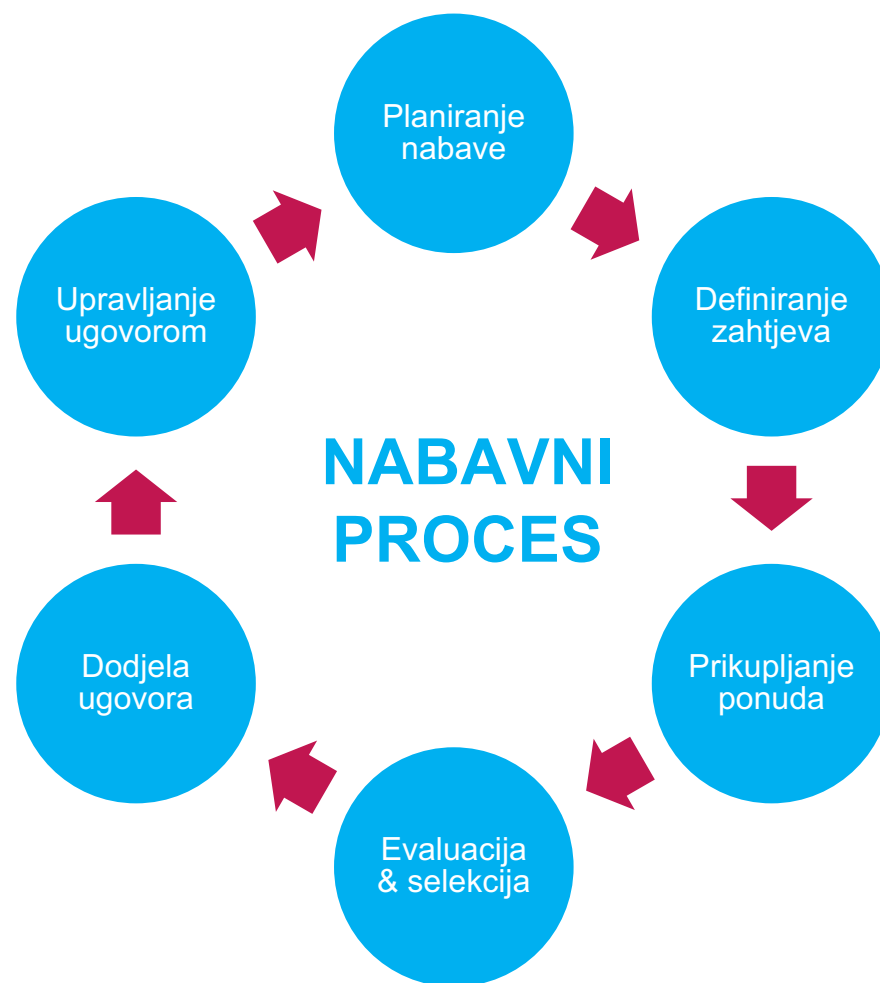 Planiranje
nabave
Definiranje
zahtjeva
Prikupljanje
ponuda
Evaluacija
& selekcija
Dodjela
ugovora
Upravljanje
ugovorom
NABAVNI
PROCES